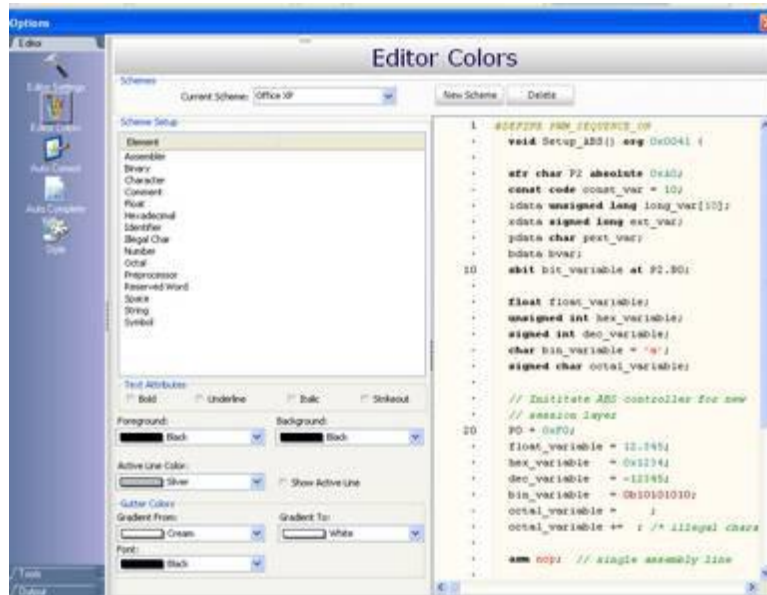 Options
Editor
Editor Colors
Editor Settings
Editor Colors
Auto Correct
Auto Complete
Style
Schemes
Current Scheme:
Office XP
New Scheme
Delete
Scheme Setup
Element
Assembler
Binary
Character
Comment
Float
Hexadecimal
Identifier
Illegal Char
Number
Octal
Preprocessor
Reserved Word
Space
String
Symbol
Text Attributes
Bold
Underline
Italic
Strikeout
Foreground:
Background:
Black
Black
Active Line Color:
Silver
Show Active Line
Gutter Colors
Gradient From:
Gradient To:
Cream
White
Font:
Black
Tools
Output
1 #DEFINE PWM_SEQUENCE_ON
void Setup_ABS() org 0x0041 {
sfr char P2 absolute 0xA0;
const code const_var = 10;
idata unsigned long long_var[10];
xdata signed long ext_var;
pdata char pext_var;
bdata bvar;
10 sbit bit_variable at P2.B0;
float float_variable;
unsigned int hex_variable;
signed int dec_variable;
char bin_variable = 'a';
signed char octal_variable;
// Inititate ABS controller for new
// session layer
20 P0 = 0xF0;
float_variable = 12.345;
hex_variable = 0x1234;
dec_variable = -12345;
bin_variable = 0b10101010;
octal_variable = ;
octal_variable += ; /* illegal chara
asm nop; // single assembly line